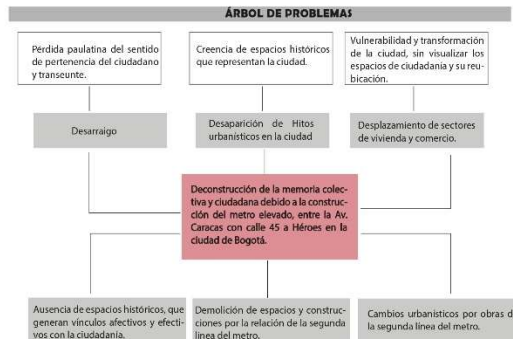 ÁRBOL DE PROBLEMAS
Pérdida paulatina del sentido
de pertenencia del ciudadano
y transeunte.
Creencia de espacios históricos
que representan la ciudad.
Vulnerabilidad y transformación
de la ciudad, sin visualizar los
espacios de ciudadanía y su reu-
bicación.
Desarraigo
Desaparición de Hitos
urbanísticos en la ciudad
Desplazamiento de sectores
de vivienda y comercio.
Deconstrucción de la memoria colec-
tiva y ciudadana debido a la construc-
ción del metro elevado, entre la Av.
Caracas con calle 45 a Héroes en la
ciudad de Bogotá.
Ausencia de espacios históricos, que
generan vinculos afectivos y efecti-
vos con la ciudadanía.
Demolición de espacios y construc-
ciones por la relación de la segunda
línea del metro.
Cambios urbanísticos por obras d
la segunda línea del metro.